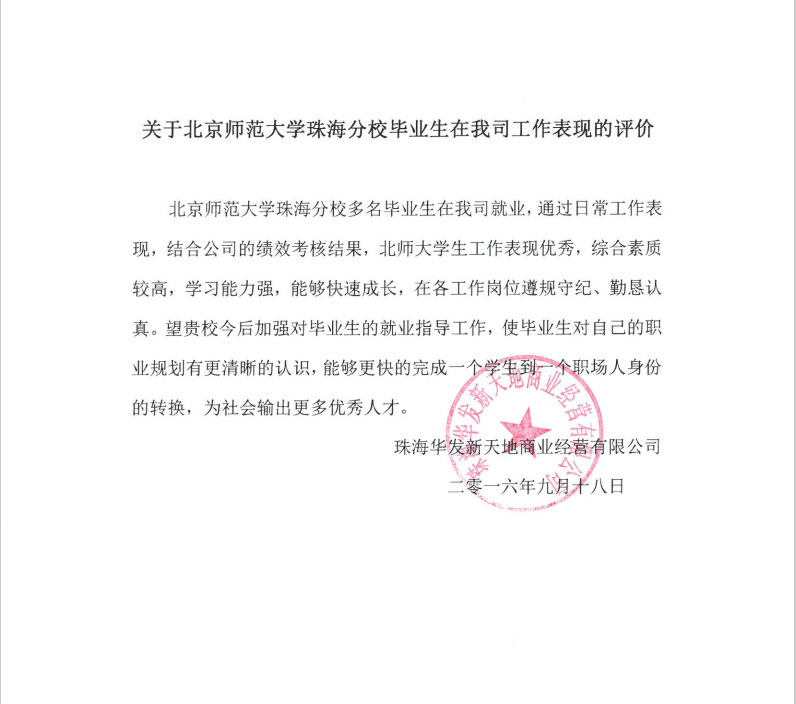 关于北京师范大学珠海分校毕业生在我司工作表现的评价
北京师范大学珠海分校多名毕业生在我司就业，通过日常工作表
现，结合公司的绩效考核结果，北师大学生工作表现优秀，综合素质
较高，学习能力强，能够快速成长，在各工作岗位遵规守纪、勤恳认
真。望贵校今后加强对毕业生的就业指导工作，使毕业生对自己的职
业规划有更清晰的认识，能够更快的完成一个学生到一个职场人身份
的转换，为社会输出更多优秀人才。
珠海华发新天地商业经营有限公司
珠海华发新天地商业经营有限公司
二零一六年九月十八日